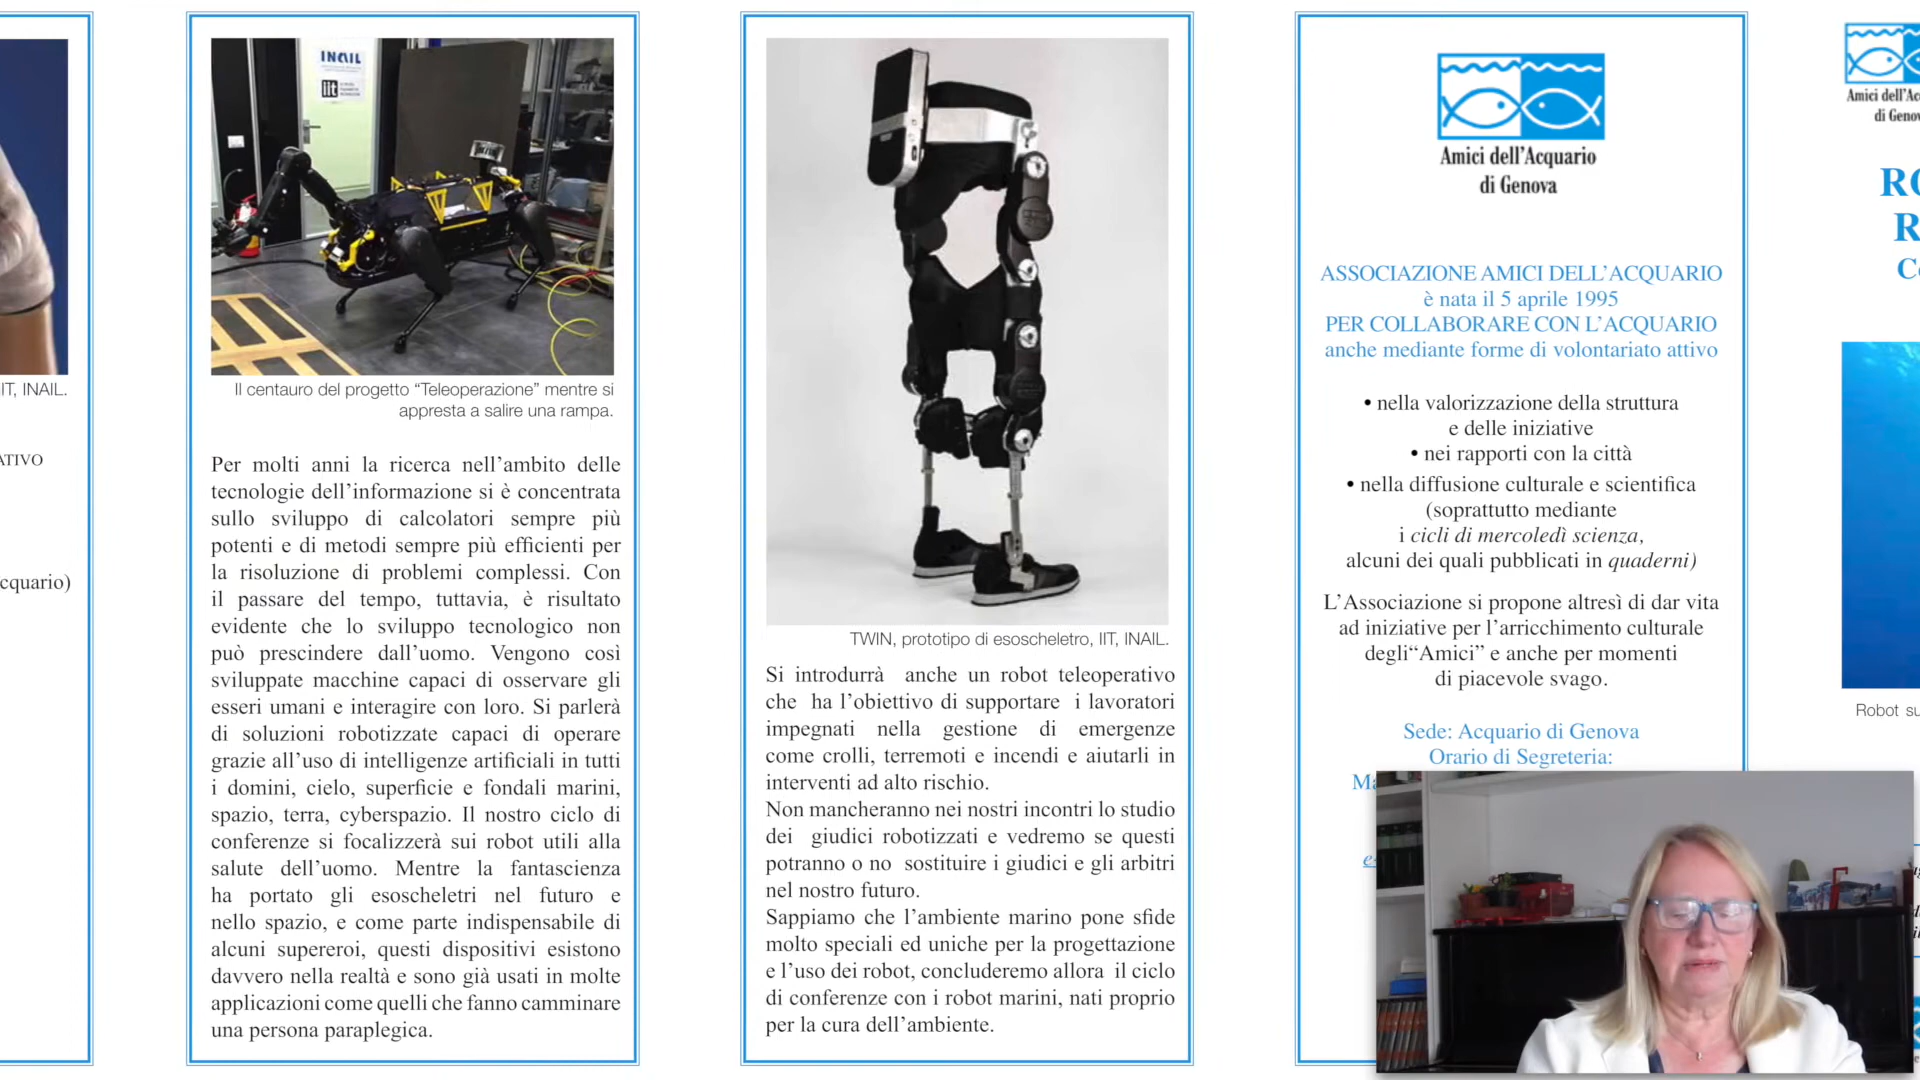 IT, INAIL.
ATIVO
cquario)
INAIL
iit
Il centauro del progetto “Teleoperazione” mentre si
appresta a salire una rampa.
Per molti anni la ricerca nell’ambito delle
tecnologie dell’informazione si è concentrata
sullo sviluppo di calcolatori sempre più
potenti e di metodi sempre più efficienti per
la risoluzione di problemi complessi. Con
il passare del tempo, tuttavia, è risultato
evidente che lo sviluppo tecnologico non
può prescindere dall’uomo. Vengono così
sviluppate macchine capaci di osservare gli
esseri umani e interagire con loro. Si parlerà
di soluzioni robotizzate capaci di operare
grazie all’uso di intelligenze artificiali in tutti
i domini, cielo, superficie e fondali marini,
spazio, terra, cyberspazio. Il nostro ciclo di
conferenze si focalizzerà sui robot utili alla
salute dell’uomo. Mentre la fantascienza
ha portato gli esoscheletri nel futuro e
nello spazio, e come parte indispensabile di
alcuni supereroi, questi dispositivi esistono
davvero nella realtà e sono già usati in molte
applicazioni come quelli che fanno camminare
una persona paraplegica.
TWIN, prototipo di esoscheletro, IIT, INAIL.
Si introdurrà anche un robot teleoperativo
che ha l’obiettivo di supportare i lavoratori
impegnati nella gestione di emergenze
come crolli, terremoti e incendi e aiutarli in
interventi ad alto rischio.
Non mancheranno nei nostri incontri lo studio
dei giudici robotizzati e vedremo se questi
potranno o no sostituire i giudici e gli arbitri
nel nostro futuro.
Sappiamo che l’ambiente marino pone sfide
molto speciali ed uniche per la progettazione
e l’uso dei robot, concluderemo allora il ciclo
di conferenze con i robot marini, nati proprio
per la cura dell’ambiente.
Amici dell’Acquario
di Genova
ASSOCIAZIONE AMICI DELL’ACQUARIO
è nata il 5 aprile 1995
PER COLLABORARE CON L’ACQUARIO
anche mediante forme di volontariato attivo
• nella valorizzazione della struttura
e delle iniziative
• nei rapporti con la città
• nella diffusione culturale e scientifica
(soprattutto mediante
i cicli di mercoledì scienza,
alcuni dei quali pubblicati in quaderni)
L’Associazione si propone altresì di dar vita
ad iniziative per l’arricchimento culturale
degli“Amici” e anche per momenti
di piacevole svago.
Sede: Acquario di Genova
Orario di Segreteria:
Ma
e-
Amici dell’Ac
di Genov
RO
R
Co
Robot su